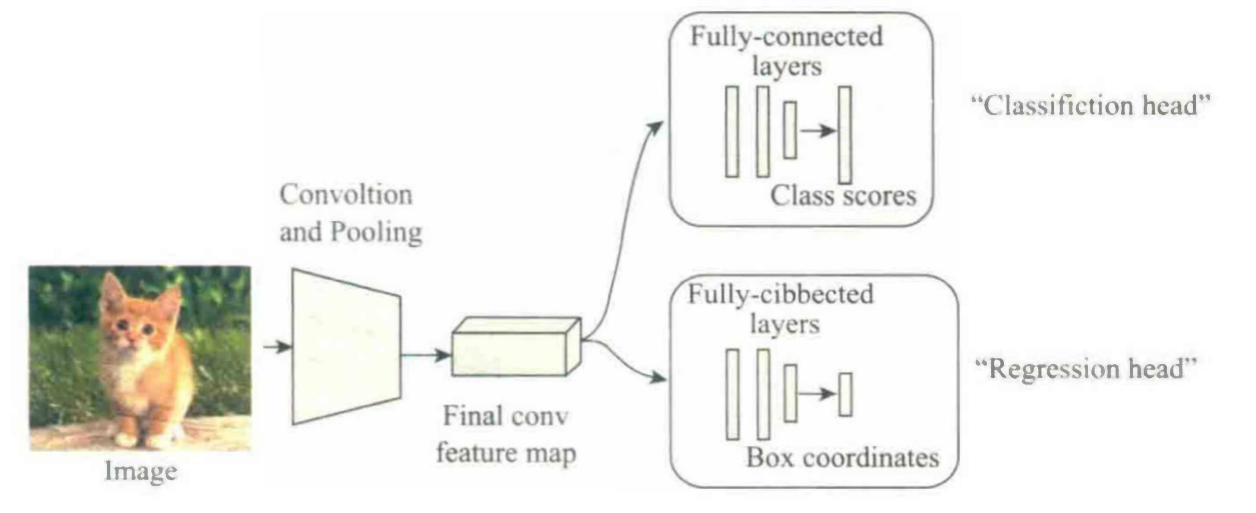 Fully-connected
layers
Class scores
“Classifiction head”
Convoltion
and Pooling
Image
Final conv
feature map
Fully-cibbected
layers
Box coordinates
“Regression head”